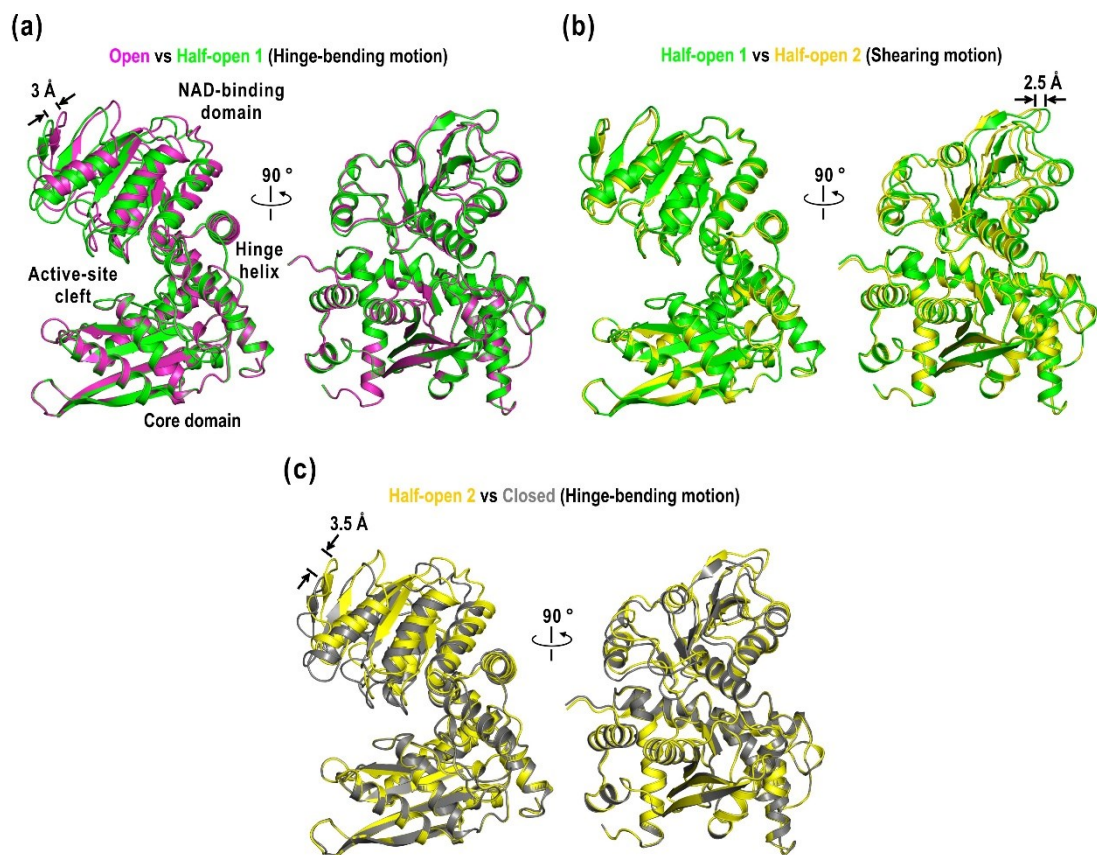 (a)
Open vs Half-open 1 (Hinge-bending motion)
3 Å
NAD-binding
domain
90 °
Hinge
helix
Active-site
cleft
Core domain
(b)
Half-open 1 vs Half-open 2 (Shearing motion)
2.5 Å
90 °
(c)
Half-open 2 vs Closed (Hinge-bending motion)
3.5 Å
90 °